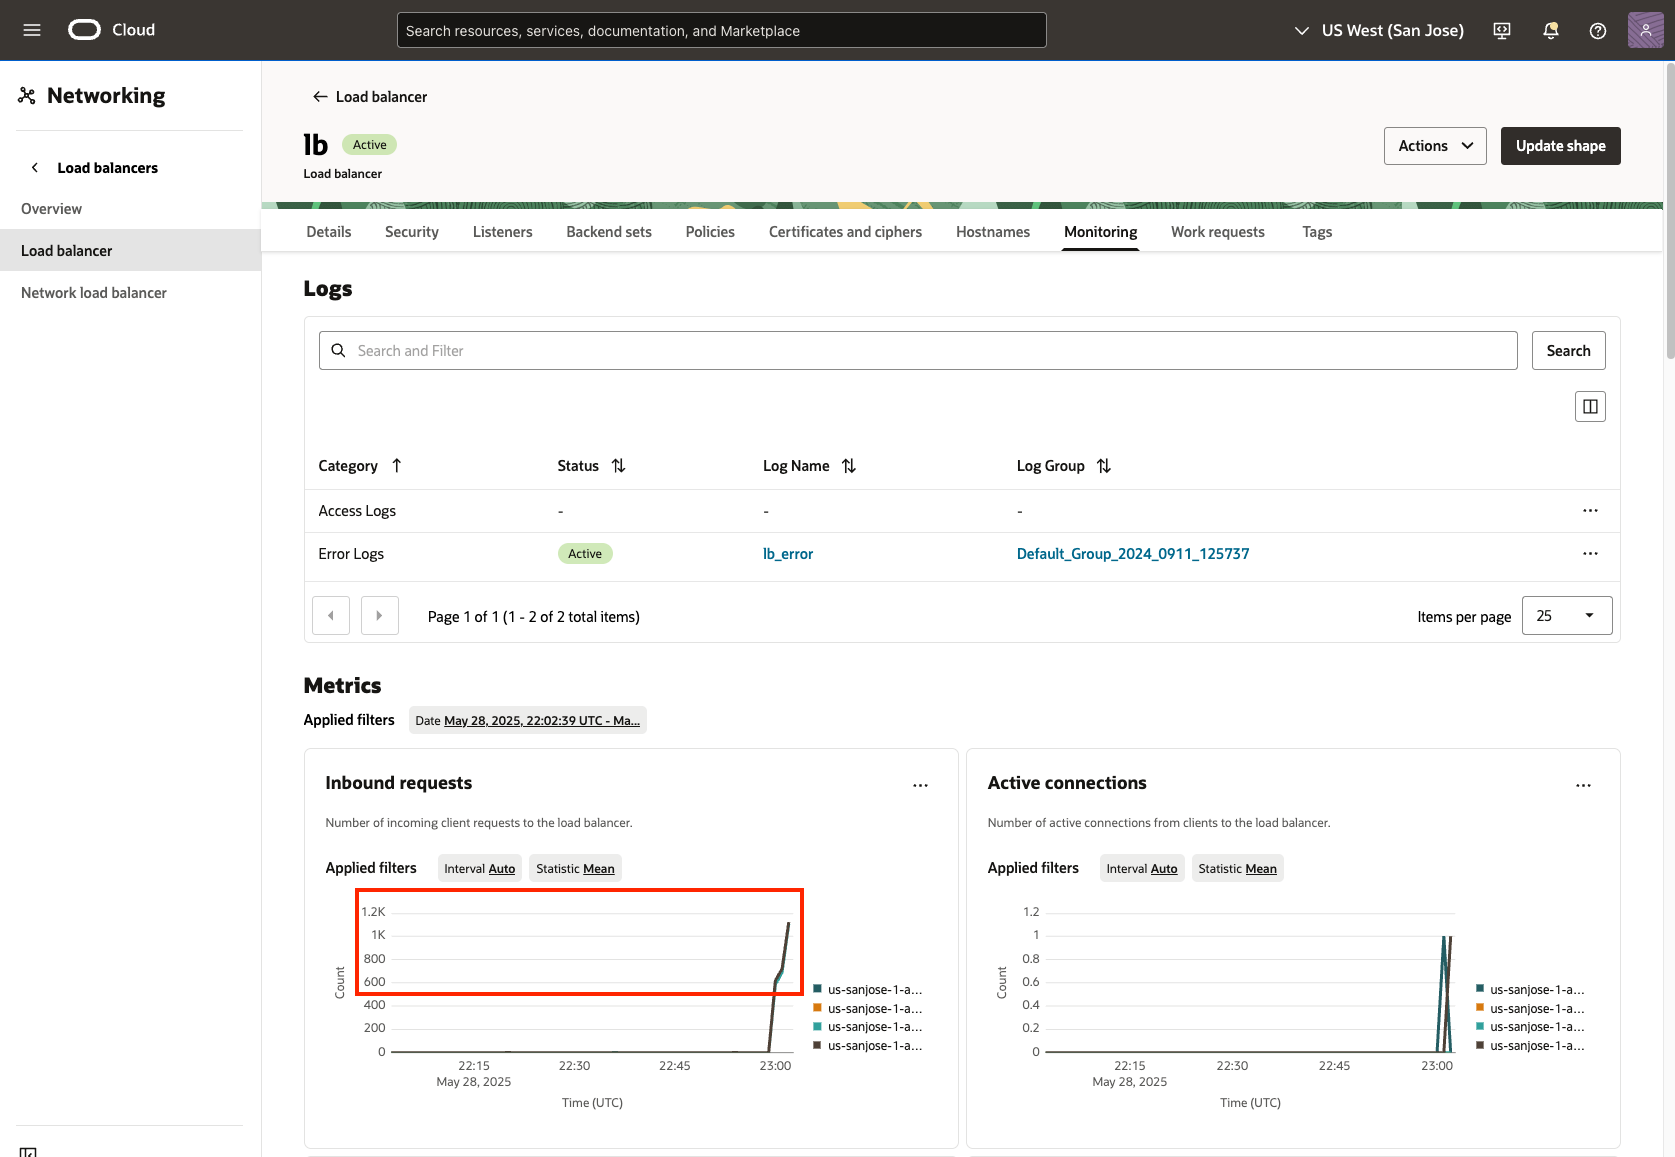 Cloud
Search resources, services, documentation, and Marketplace
US West (San Jose)
Networking
Load balancers
Overview
Load balancer
Network load balancer
Load balancer
lb Active
Load balancer
Actions
Update shape
Details Security Listeners Backend sets Policies Certificates and ciphers Hostnames Monitoring Work requests Tags
Logs
Search and Filter
Search
Category Status Log Name Log Group
Access Logs - - -
Error Logs Active lb_error Default_Group_2024_0911_125737
Page 1 of 1 (1 - 2 of 2 total items)
Items per page 25
Metrics
Applied filters Date May 28, 2025, 22:02:39 UTC - Ma...
Inbound requests
Number of incoming client requests to the load balancer.
Applied filters Interval Auto Statistic Mean
1.2K
1K
800
600
400
200
0
Count
22:15 22:30 22:45 23:00
May 28, 2025
Time (UTC)
us-sanjose-1-a...
us-sanjose-1-a...
us-sanjose-1-a...
us-sanjose-1-a...
Active connections
Number of active connections from clients to the load balancer.
Applied filters Interval Auto Statistic Mean
1.2
1
0.8
0.6
0.4
0.2
0
Count
22:15 22:30 22:45 23:00
May 28, 2025
Time (UTC)
us-sanjose-1-a...
us-sanjose-1-a...
us-sanjose-1-a...
us-sanjose-1-a...